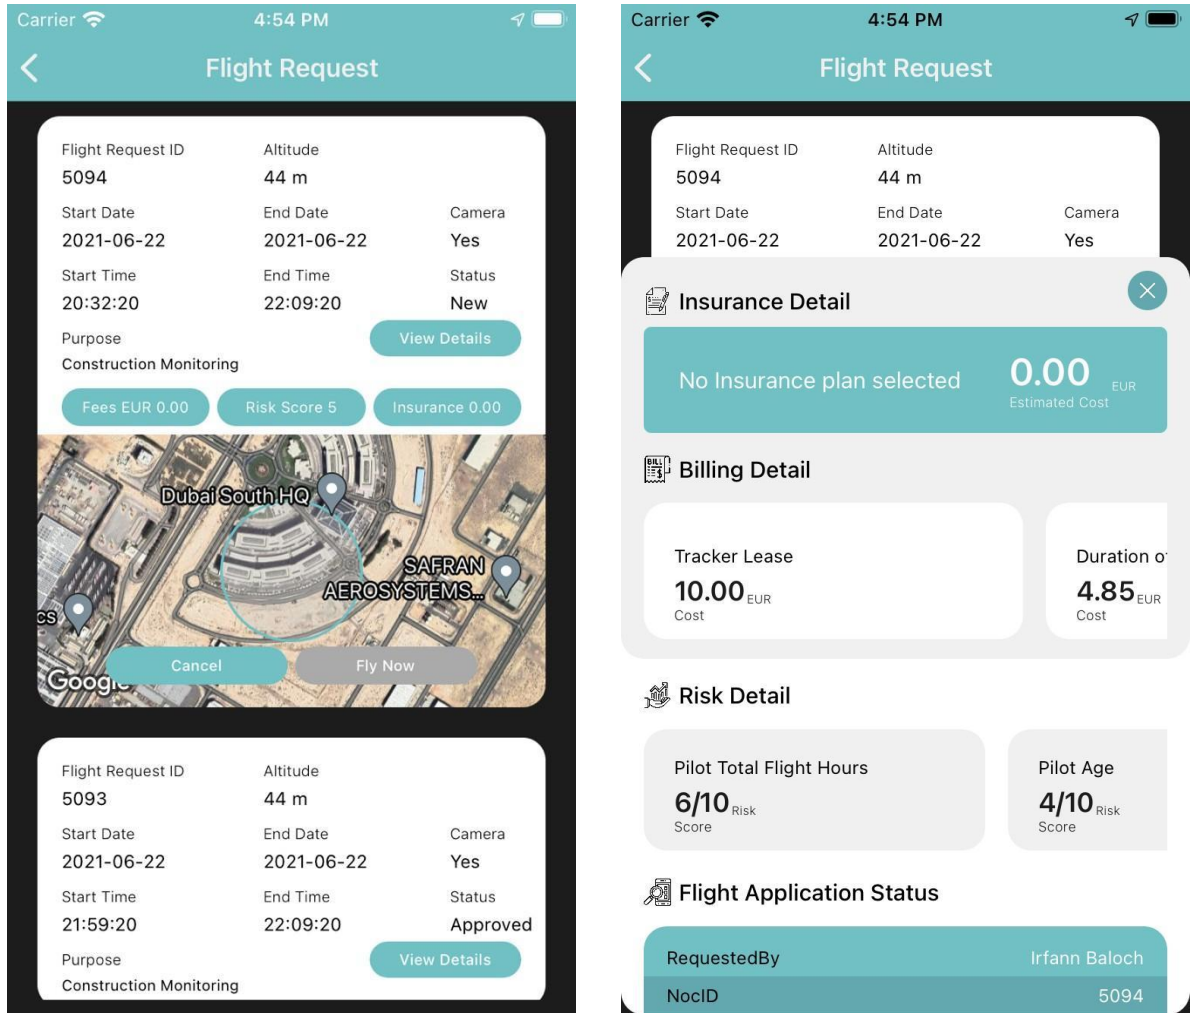 Carrier 4:54 PM
Flight Request
Flight Request ID Altitude
5094 44 m
Start Date End Date Camera
2021-06-22 2021-06-22 Yes
Start Time End Time Status
20:32:20 22:09:20 New
Purpose View Details
Construction Monitoring
Fees EUR 0.00 Risk Score 5 Insurance 0.00
Dubai South HQ
SAFRAN
AEROSYSTEMS...
cs
Cancel Fly Now
Google
Flight Request ID Altitude
5093 44 m
Start Date End Date Camera
2021-06-22 2021-06-22 Yes
Start Time End Time Status
21:59:20 22:09:20 Approved
Purpose View Details
Construction Monitoring
Carrier 4:54 PM
Flight Request
Flight Request ID Altitude
5094 44 m
Start Date End Date Camera
2021-06-22 2021-06-22 Yes
Insurance Detail
No Insurance plan selected 0.00 EUR
Estimated Cost
BILL
Billing Detail
Tracker Lease Duration o
10.00 EUR 4.85 EUR
Cost Cost
Risk Detail
Pilot Total Flight Hours Pilot Age
6/10 Risk 4/10 Risk
Score Score
Flight Application Status
RequestedBy Irfann Baloch
NocID 5094